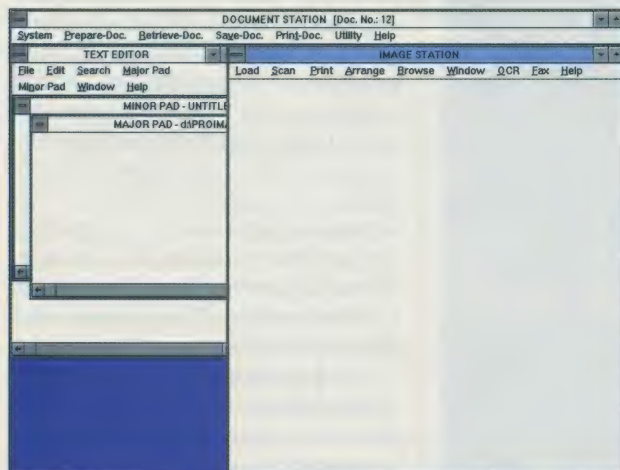 DOCUMENT STATION [Doc. No.: 12]
System Prepare-Doc. Retrieve-Doc. Save-Doc. Print-Doc. Utility Help
TEXT EDITOR
File Edit Search Major Pad
Minor Pad Window Help
MINOR PAD - UNTITLE
MAJOR PAD - d:\PROIMA
IMAGE STATION
Load Scan Print Arrange Browse Window OCR Fax Help